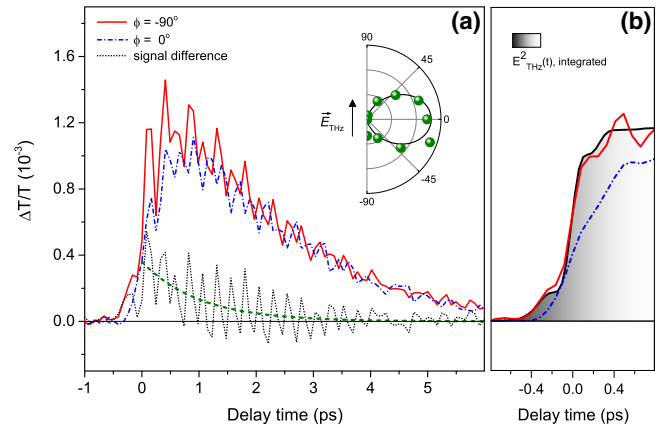 (a)
(b)
ϕ = -90°
ϕ = 0°
signal difference
90
45
0
-45
-90
E⃗THz
E²THz(t), integrated
1.6
1.2
0.8
0.4
0.0
ΔT/T (10⁻³)
-1 0 1 2 3 4 5
-0.4 0.0 0.4
Delay time (ps)
Delay time (ps)